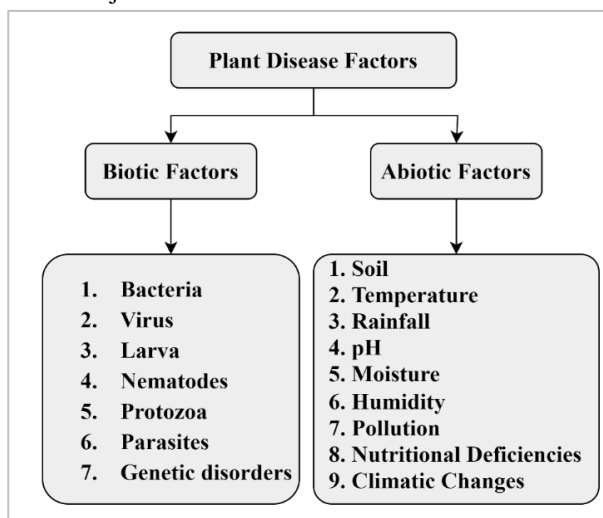 Plant Disease Factors
Biotic Factors
Abiotic Factors
1. Bacteria
2. Virus
3. Larva
4. Nematodes
5. Protozoa
6. Parasites
7. Genetic disorders
1. Soil
2. Temperature
3. Rainfall
4. pH
5. Moisture
6. Humidity
7. Pollution
8. Nutritional Deficiencies
9. Climatic Changes